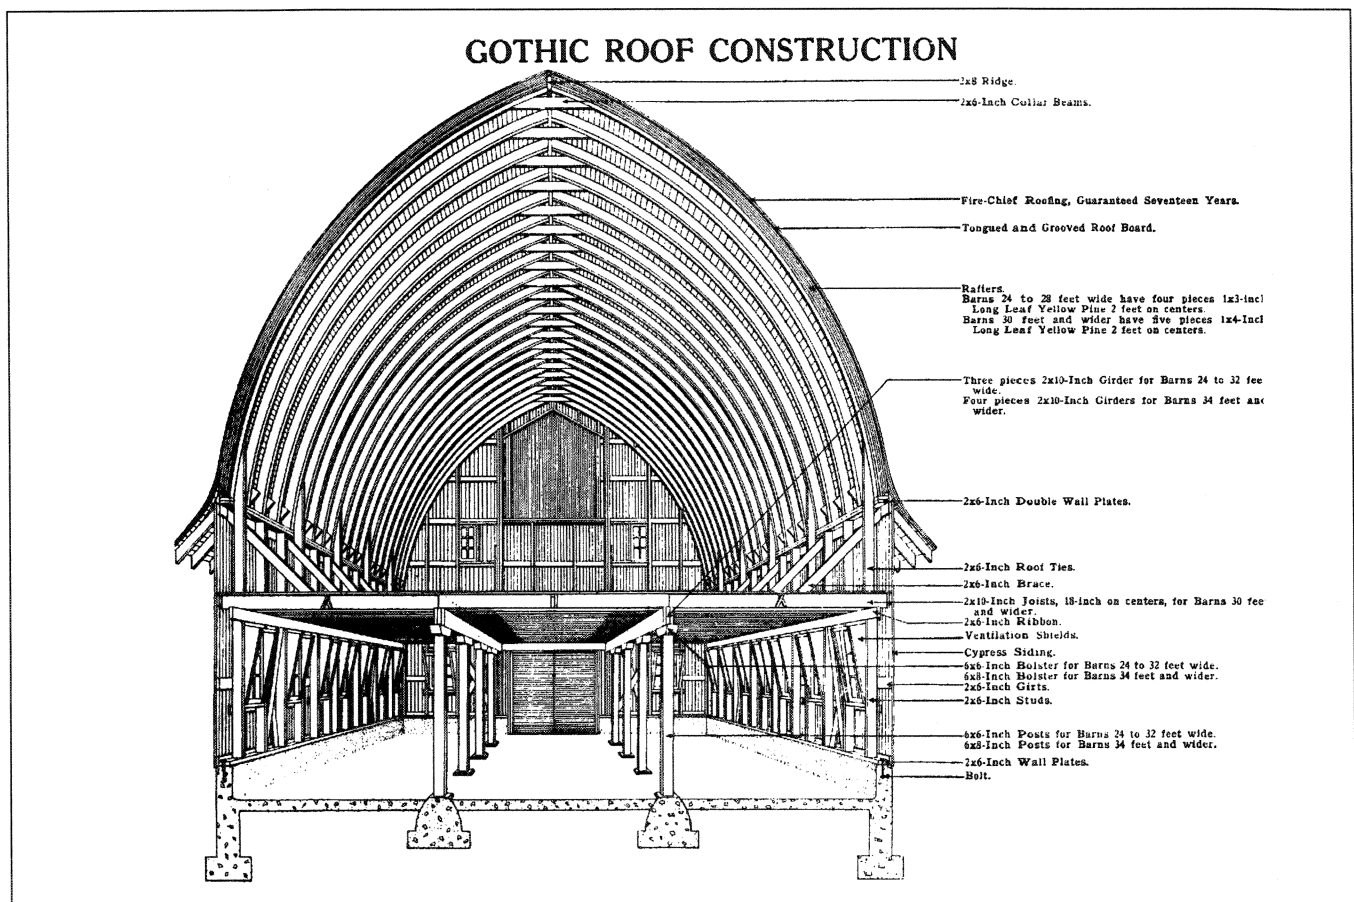 GOTHIC ROOF CONSTRUCTION
2x8 Ridge.
2x6-Inch Collar Beams.
Fire-Chief Roofing, Guaranteed Seventeen Years.
Tongued and Grooved Roof Board.
Rafters.
Barns 24 to 28 feet wide have four pieces 1x3-incl
Long Leaf Yellow Pine 2 feet on centers.
Barns 30 feet and wider have five pieces 1x4-Incl
Long Leaf Yellow Pine 2 feet on centers.
Three pieces 2x10-Inch Girder for Barns 24 to 32 fee
wide.
Four pieces 2x10-Inch Girders for Barns 34 feet and
wider.
2x6-Inch Double Wall Plates.
2x6-Inch Roof Ties.
2x6-Inch Brace.
2x10-Inch Joists, 18-inch on centers, for Barns 30 fee
and wider.
2x6-Inch Ribbon.
Ventilation Shields.
Cypress Siding.
6x6-Inch Bolster for Barns 24 to 32 feet wide.
6x8-Inch Bolster for Barns 34 feet and wider.
2x6-Inch Girts.
2x6-Inch Studs.
6x6-Inch Posts for Barns 24 to 32 feet wide.
6x8-Inch Posts for Barns 34 feet and wider.
2x6-Inch Wall Plates.
Bolt.